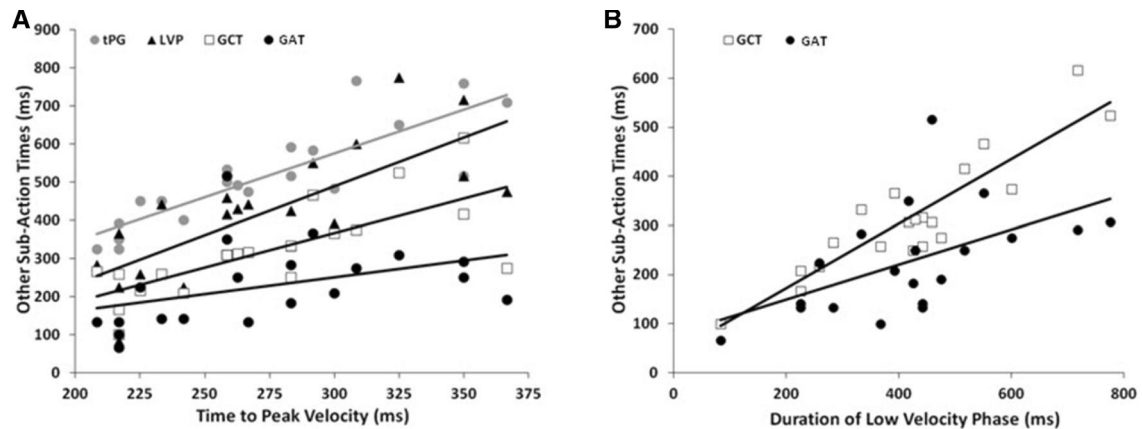 A
900
800
700
600
500
400
300
200
100
0
Other Sub-Action Times (ms)
tPG LVP GCT GAT
200 225 250 275 300 325 350 375
Time to Peak Velocity (ms)
B
700
600
500
400
300
200
100
0
Other Sub-Action Times (ms)
GCT GAT
0 200 400 600 800
Duration of Low Velocity Phase (ms)